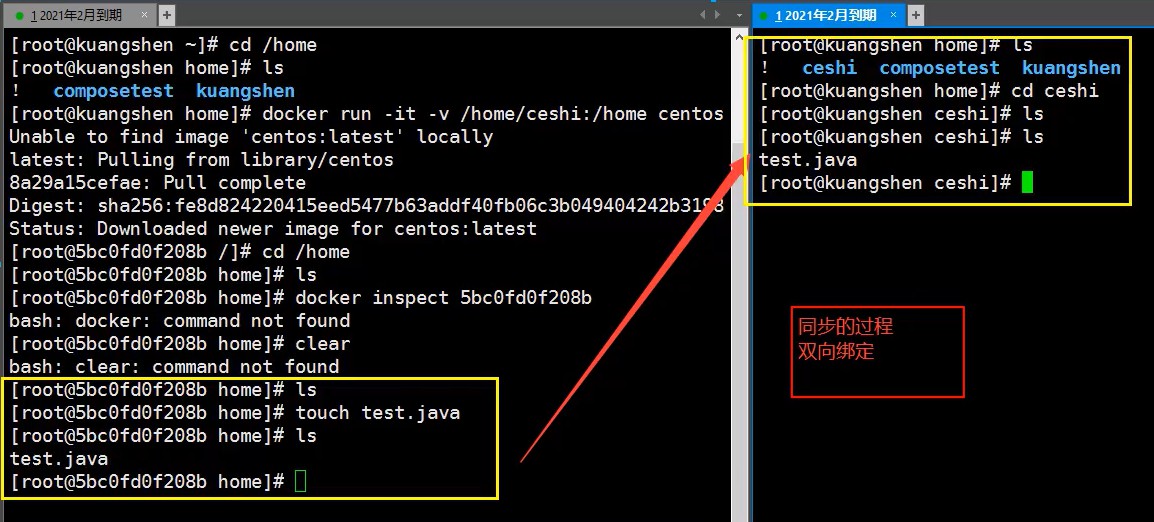 1 2021年2月到期
[root@kuangshen ~]# cd /home
[root@kuangshen home]# ls
!   composetest  kuangshen
[root@kuangshen home]# docker run -it -v /home/ceshi:/home centos
Unable to find image 'centos:latest' locally
latest: Pulling from library/centos
8a29a15cefae: Pull complete
Digest: sha256:fe8d824220415eed5477b63addf40fb06c3b049404242b3198
Status: Downloaded newer image for centos:latest
[root@5bc0fd0f208b /]# cd /home
[root@5bc0fd0f208b home]# ls
[root@5bc0fd0f208b home]# docker inspect 5bc0fd0f208b
bash: docker: command not found
[root@5bc0fd0f208b home]# clear
bash: clear: command not found
[root@5bc0fd0f208b home]# ls
[root@5bc0fd0f208b home]# touch test.java
[root@5bc0fd0f208b home]# ls
test.java
[root@5bc0fd0f208b home]#
1 2021年2月到期
[root@kuangshen home]# ls
!   ceshi  composetest  kuangshen
[root@kuangshen home]# cd ceshi
[root@kuangshen ceshi]# ls
[root@kuangshen ceshi]# ls
test.java
[root@kuangshen ceshi]#
同步的过程
双向绑定